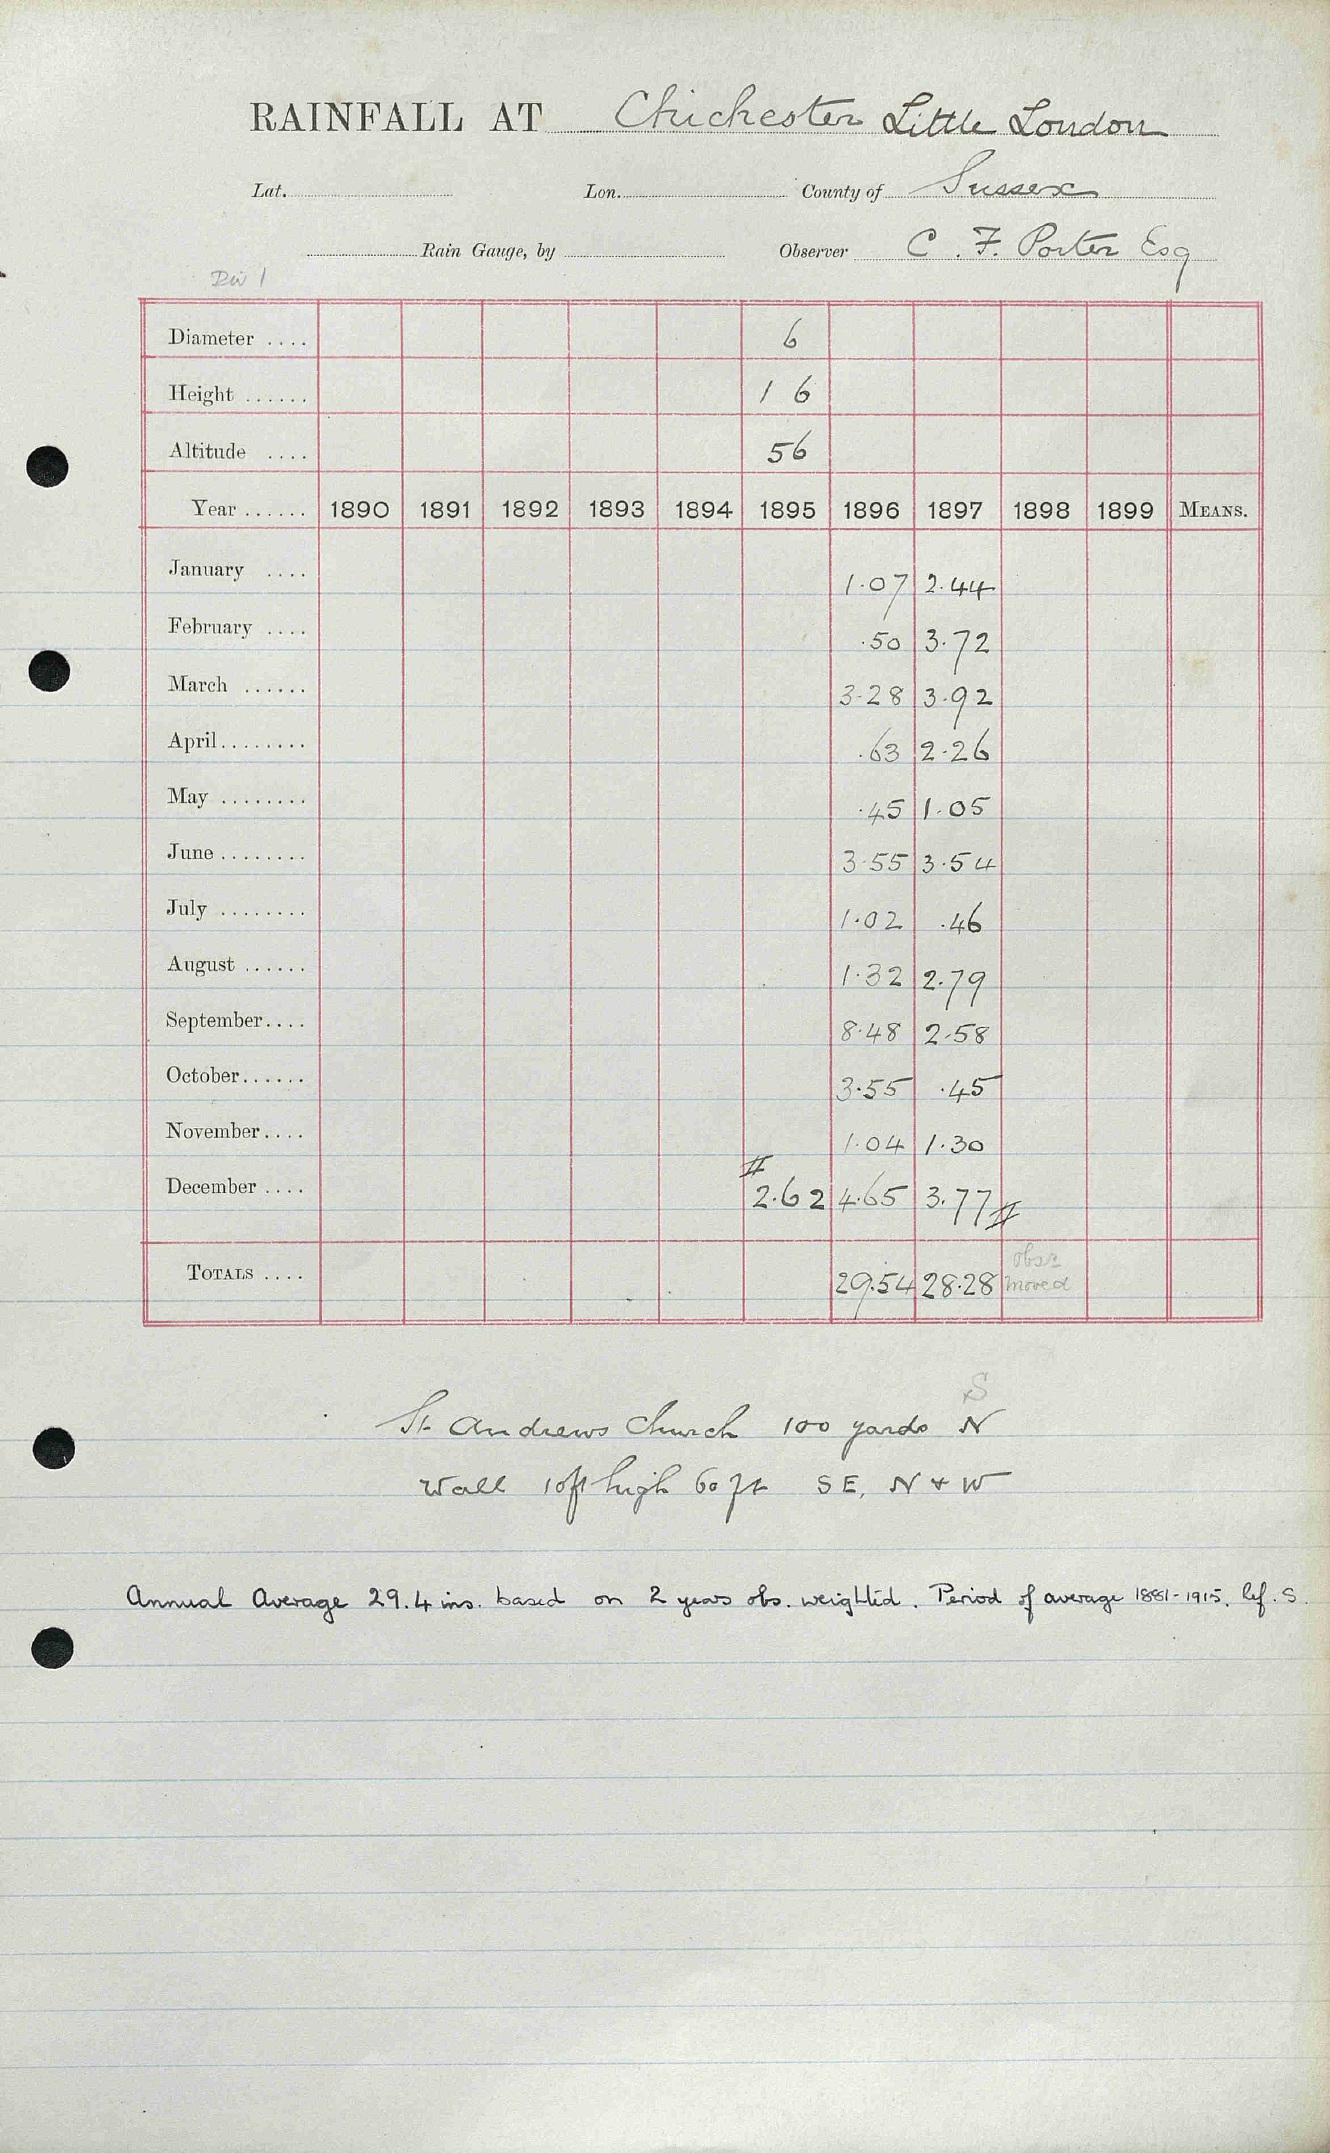 RAINFALL AT Chichester Little London
Lat. Lon. County of Sussex
Rain Gauge, by Observer C. F. Porter Esq
Div 1
Diameter .... 6
Height ...... 1 6
Altitude .... 56
Year ...... 1890 1891 1892 1893 1894 1895 1896 1897 1898 1899 MEANS.
January .... 1.07 2.44
February .... .50 3.72
March ...... 3.28 3.92
April ........ .63 2.26
May ........ .45 1.05
June ........ 3.55 3.54
July ........ 1.02 .46
August ...... 1.32 2.79
September.... 8.48 2.58
October...... 3.55 .45
November.... 1.04 1.30
December .... 2.62 4.65 3.77
TOTALS .... 29.54 28.28 obsr moved
S
St. Andrews Church 100 yards N
Wall 10ft high 60 ft SE, N + W
Annual Average 29.4 ins. based on 2 years obs. weighted. Period of average 1881-1915. Ref. S.